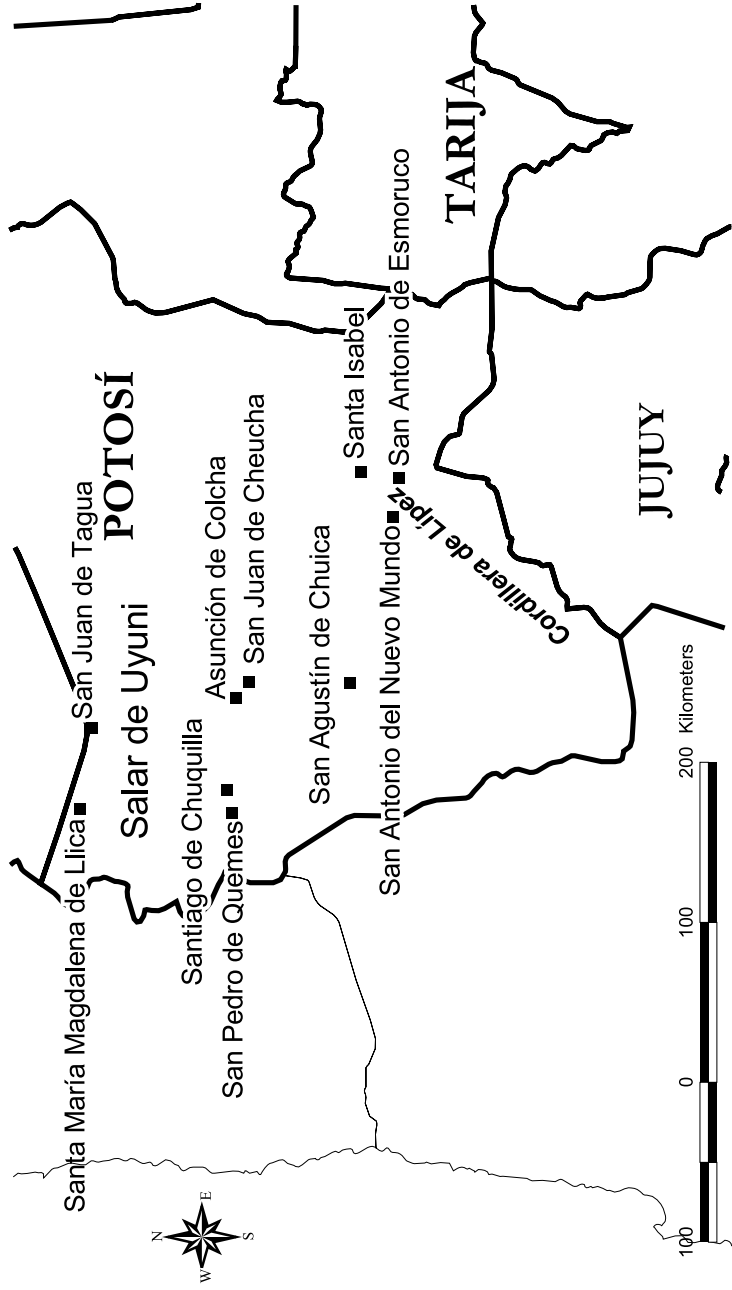 Santa María Magdalena de Llica
San Juan de Tagua
POTOSÍ
Salar de Uyuni
N
W
E
S
Santiago de Chuquilla
Asunción de Colcha
San Pedro de Quemes
San Juan de Cheucha
San Agustín de Chuica
Santa Isabel
San Antonio del Nuevo Mundo
San Antonio de Esmoruco
TARIJA
Cordillera de Lípez
JUJUY
100 0 100 200 Kilometers